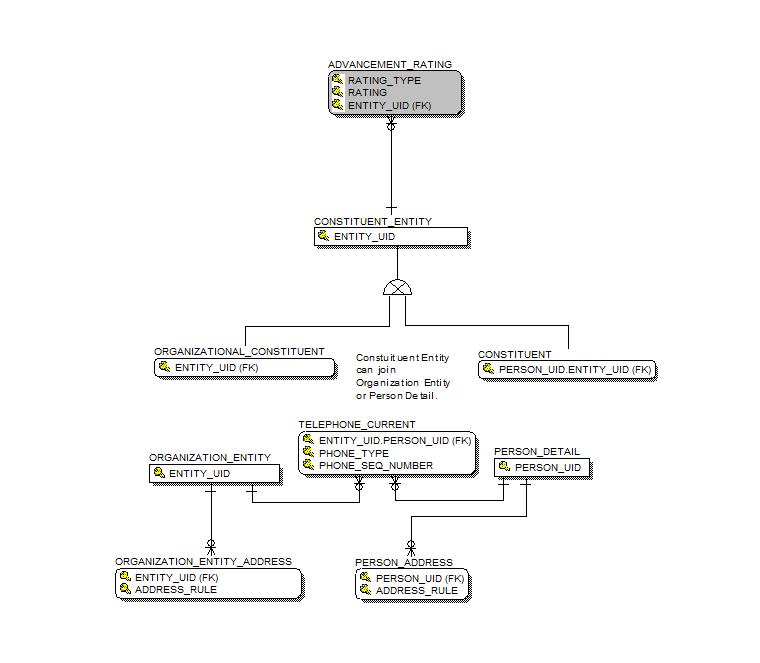 ADVANCEMENT_RATING
RATING_TYPE
RATING
ENTITY_UID (FK)
CONSTITUENT_ENTITY
ENTITY_UID
ORGANIZATIONAL_CONSTITUENT
ENTITY_UID (FK)
Constuituent Entity
can join
Organization Entity
or Person Detail.
CONSTITUENT
PERSON_UID.ENTITY_UID (FK)
TELEPHONE_CURRENT
ENTITY_UID.PERSON_UID (FK)
PHONE_TYPE
PHONE_SEQ_NUMBER
ORGANIZATION_ENTITY
ENTITY_UID
PERSON_DETAIL
PERSON_UID
ORGANIZATION_ENTITY_ADDRESS
ENTITY_UID (FK)
ADDRESS_RULE
PERSON_ADDRESS
PERSON_UID (FK)
ADDRESS_RULE